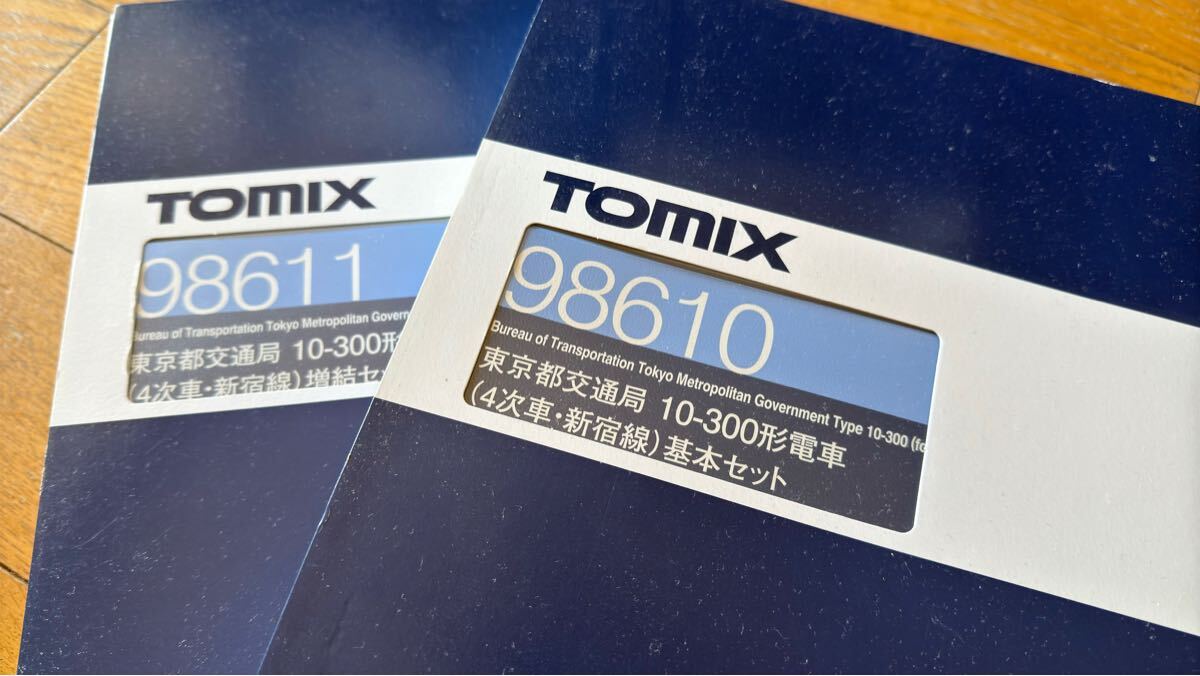 TOMIX
98611
Bureau of Transportation Tokyo Metropolitan Govern
東京都交通局 10-300形
(4次車・新宿線)増結セッ
TOMIX
98610
Bureau of Transportation Tokyo Metropolitan Government Type 10-300 (fo
東京都交通局 10-300形電車
(4次車・新宿線)基本セット